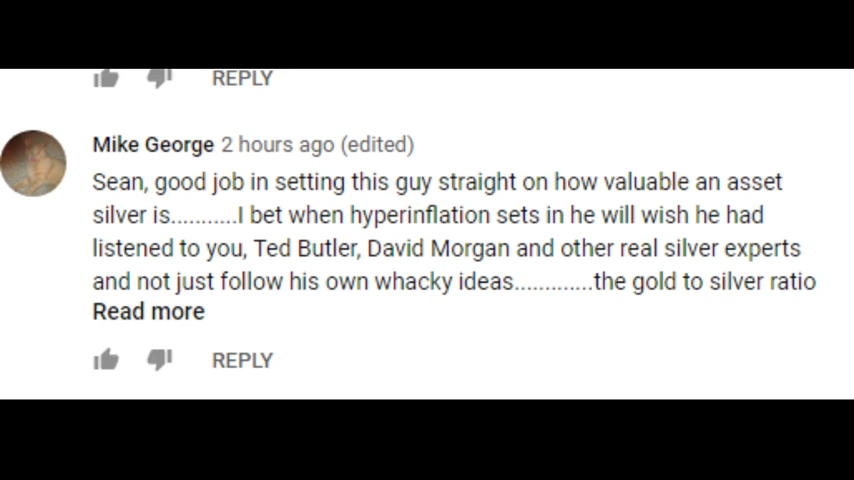 REPLY
Mike George 2 hours ago (edited)
Sean, good job in setting this guy straight on how valuable an asset
silver is...........I bet when hyperinflation sets in he will wish he had
listened to you, Ted Butler, David Morgan and other real silver experts
and not just follow his own whacky ideas.............the gold to silver ratio
Read more
REPLY